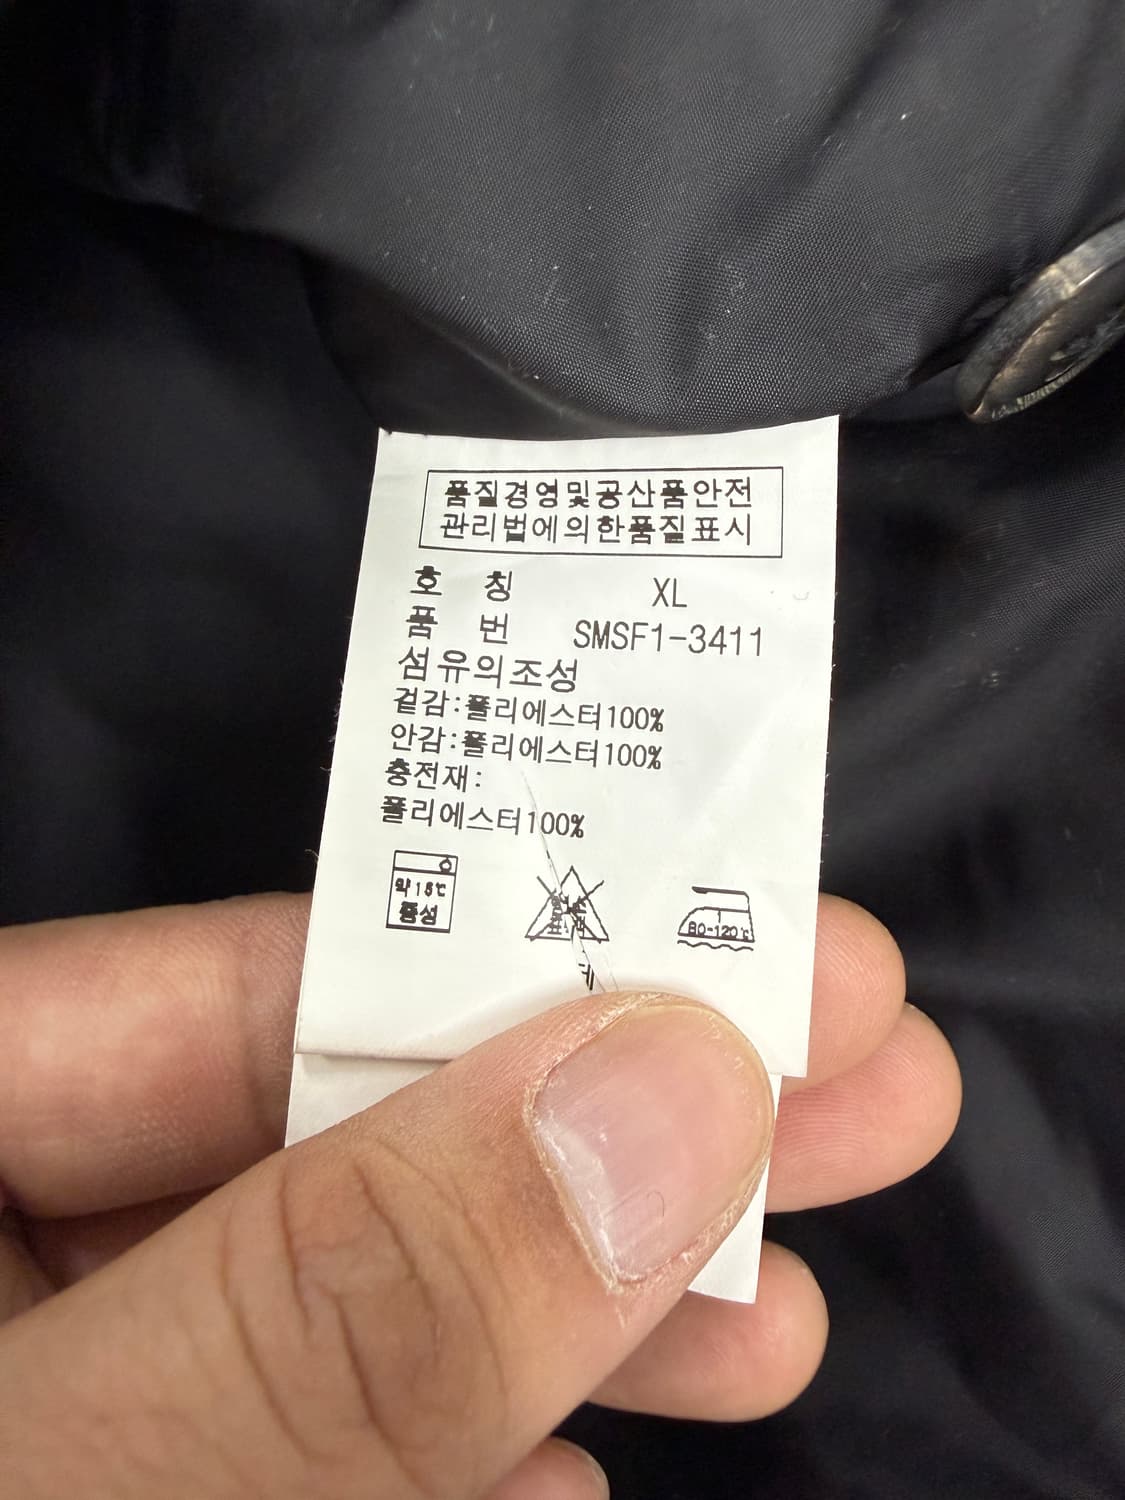 품질경영및공산품안전
관리법에의한품질표시
호 칭 XL
품 번 SMSF1-3411
섬유의조성
겉감:폴리에스터100%
안감:폴리에스터100%
충전재:
폴리에스터100%
약15℃
중성
80-120℃